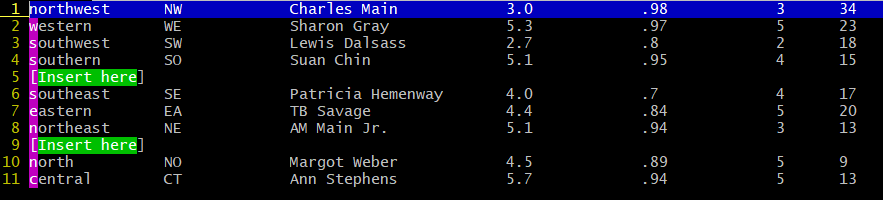 1 northwest NW Charles Main 3.0 .98 3 34
2 western WE Sharon Gray 5.3 .97 5 23
3 southwest SW Lewis Dalsass 2.7 .8 2 18
4 southern SO Suan Chin 5.1 .95 4 15
5 [Insert here]
6 southeast SE Patricia Hemenway 4.0 .7 4 17
7 eastern EA TB Savage 4.4 .84 5 20
8 northeast NE AM Main Jr. 5.1 .94 3 13
9 [Insert here]
10 north NO Margot Weber 4.5 .89 5 9
11 central CT Ann Stephens 5.7 .94 5 13